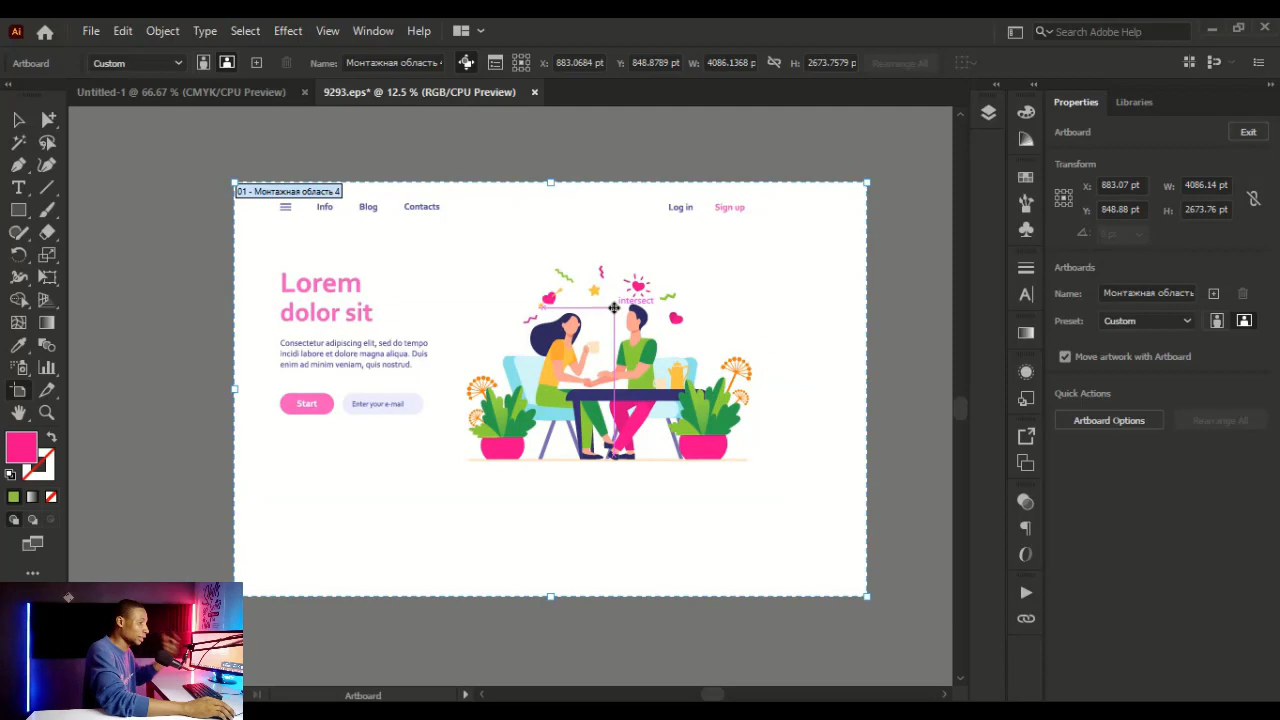 Ai
File Edit Object Type Select Effect View Window Help
Search Adobe Help
Artboard
Custom
Name: Монтажная область 4
X: 883.0684 pt Y: 848.8789 pt W: 4086.1368 p H: 2673.7579 p
Rearrange All
Untitled-1 @ 66.67 % (CMYK/CPU Preview) ×
9293.eps* @ 12.5 % (RGB/CPU Preview) ×
01 - Монтажная область 4
Info Blog Contacts
Log in Sign up
Lorem
dolor sit
Consectetur adipiscing elit, sed do tempo
incidi labore et dolore magna aliqua. Duis
enim ad minim veniam, quis nostrud.
Start
Enter your e-mail
intersect
Properties Libraries
Artboard
Exit
Transform
X: 883.07 pt W: 4086.14 pt
Y: 848.88 pt H: 2673.76 pt
0 pt
Artboards
Name: Монтажная область
Preset: Custom
Move artwork with Artboard
Quick Actions
Artboard Options
Rearrange All
Artboard